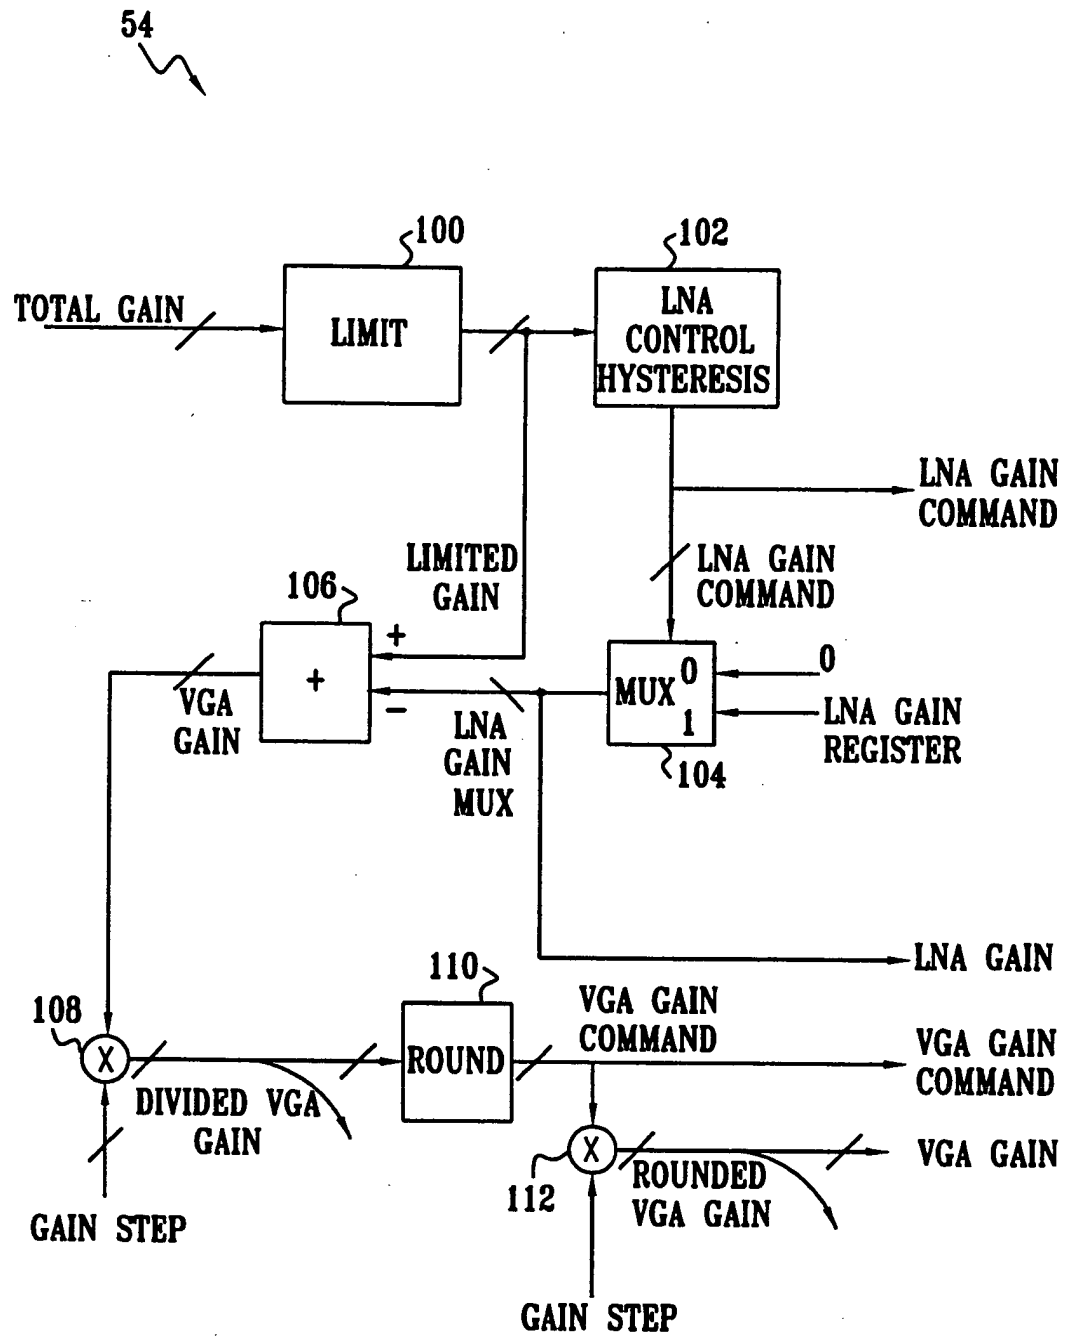 54
100
102
TOTAL GAIN
LIMIT
LNA
CONTROL
HYSTERESIS
LNA GAIN
COMMAND
LIMITED
GAIN
LNA GAIN
COMMAND
106
+
+
−
MUX
0
1
0
LNA GAIN
REGISTER
104
VGA
GAIN
LNA
GAIN
MUX
LNA GAIN
110
108
X
ROUND
VGA GAIN
COMMAND
VGA GAIN
COMMAND
DIVIDED VGA
GAIN
X
112
ROUNDED
VGA GAIN
VGA GAIN
GAIN STEP
GAIN STEP